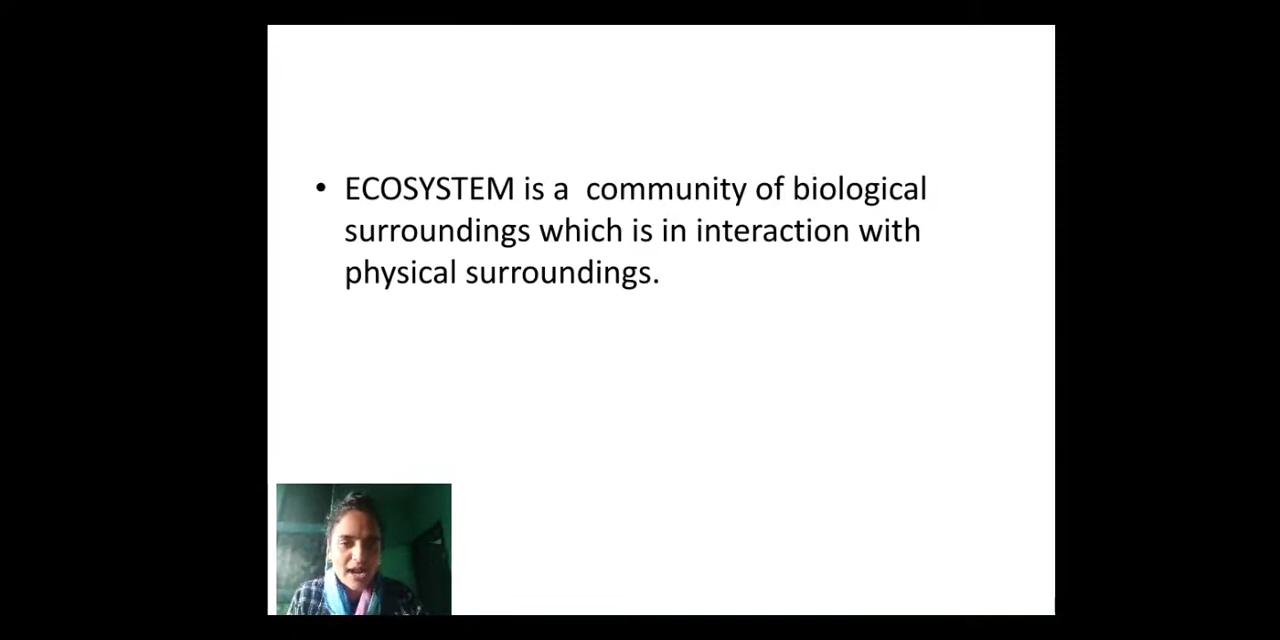 • ECOSYSTEM is a  community of biological
surroundings which is in interaction with
physical surroundings.